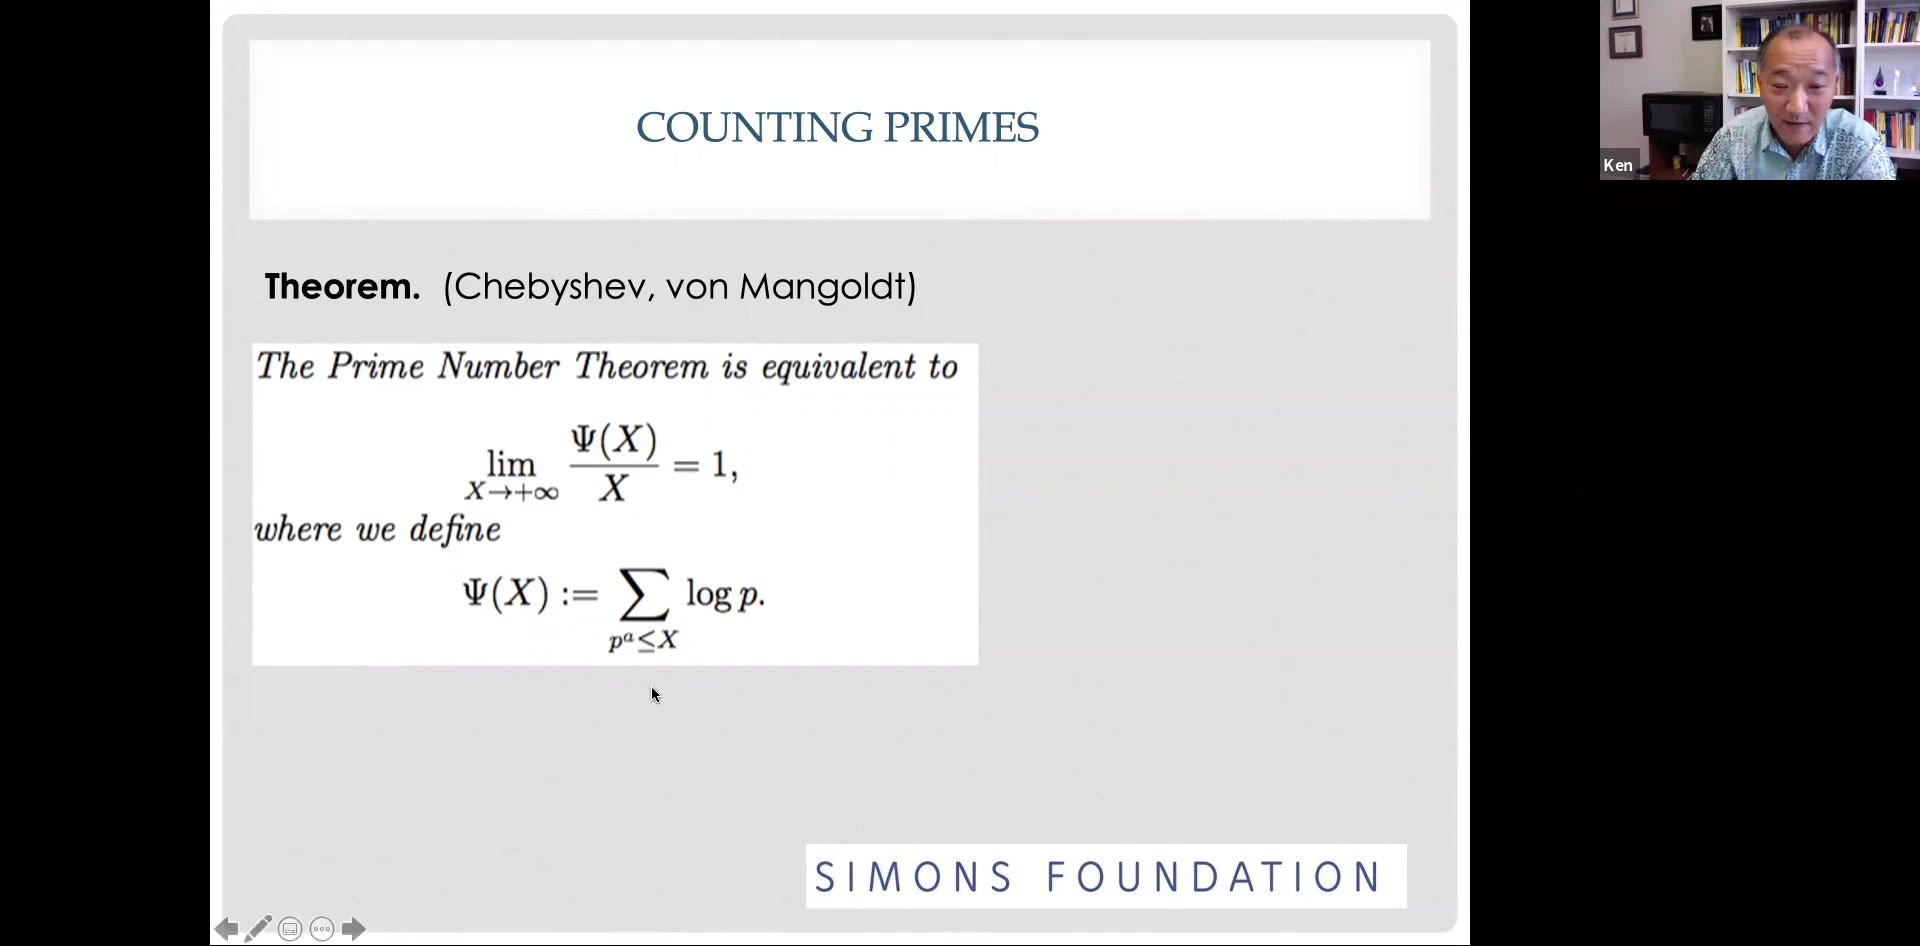 COUNTING PRIMES
Ken
Theorem. (Chebyshev, von Mangoldt)
The Prime Number Theorem is equivalent to
lim_{X→+∞} Ψ(X)/X = 1,
where we define
Ψ(X) := ∑_{p^a≤X} log p.
SIMONS FOUNDATION